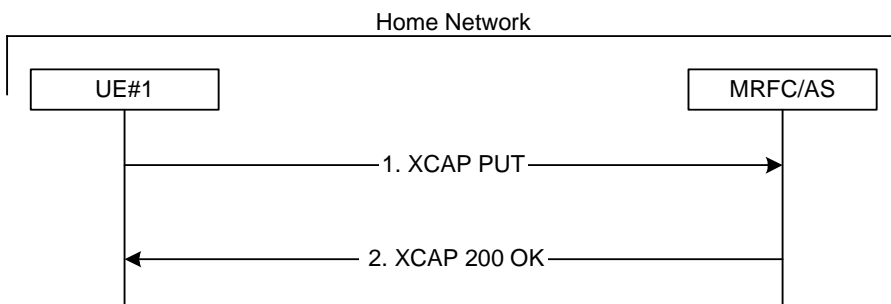 Home Network
UE#1
MRFC/AS
1. XCAP PUT
2. XCAP 200 OK